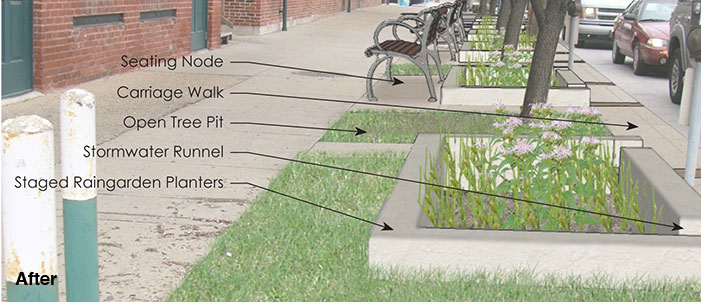 Seating Node
Carriage Walk
Open Tree Pit
Stormwater Runnel
Staged Raingarden Planters
After